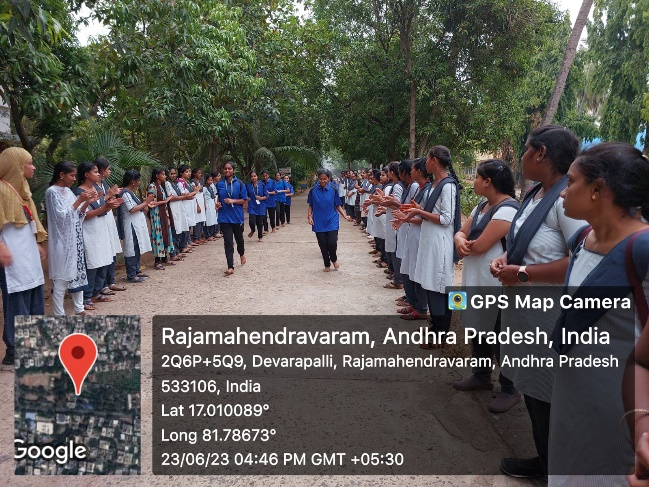 GPS Map Camera
Rajamahendravaram, Andhra Pradesh, India
2Q6P+5Q9, Devarapalli, Rajamahendravaram, Andhra Pradesh
533106, India
Lat 17.010089°
Long 81.78673°
23/06/23 04:46 PM GMT +05:30
Google